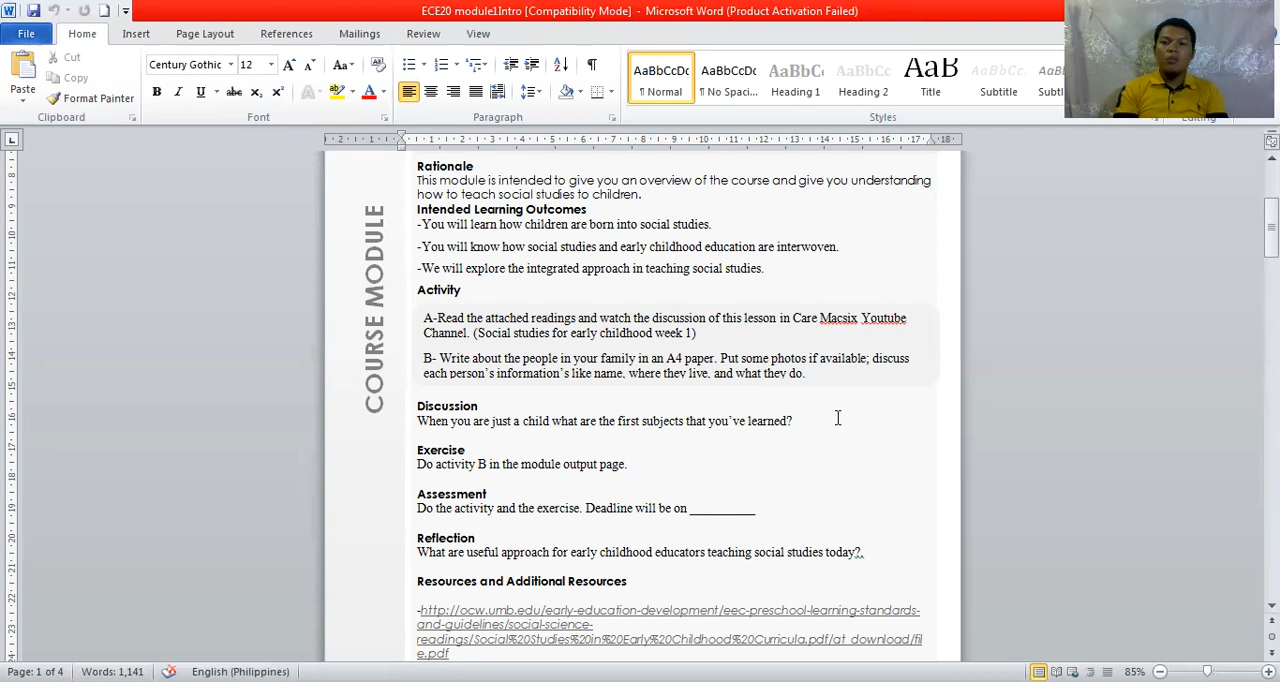 ECE20 module1Intro [Compatibility Mode] - Microsoft Word (Product Activation Failed)
File Home Insert Page Layout References Mailings Review View
Cut
Copy
Format Painter
Paste
Century Gothic 12
AaBbCcDc AaBbCcDc AaBbC AaBbCc AaB AaBbCcD
¶ Normal ¶ No Spaci... Heading 1 Heading 2 Title Subtitle
Clipboard Font Paragraph Styles
COURSE MODULE
Rationale
This module is intended to give you an overview of the course and give you understanding
how to teach social studies to children.
Intended Learning Outcomes
-You will learn how children are born into social studies.
-You will know how social studies and early childhood education are interwoven.
-We will explore the integrated approach in teaching social studies.
Activity
A-Read the attached readings and watch the discussion of this lesson in Care Macsix Youtube
Channel. (Social studies for early childhood week 1)
B- Write about the people in your family in an A4 paper. Put some photos if available; discuss
each person's information's like name, where they live, and what they do.
Discussion
When you are just a child what are the first subjects that you've learned?
Exercise
Do activity B in the module output page.
Assessment
Do the activity and the exercise. Deadline will be on __________
Reflection
What are useful approach for early childhood educators teaching social studies today?.
Resources and Additional Resources
-http://ocw.umb.edu/early-education-development/eec-preschool-learning-standards-
and-guidelines/social-science-
readings/Social%20Studies%20in%20Early%20Childhood%20Curricula.pdf/at_download/fil
e.pdf
Page: 1 of 4 Words: 1,141 English (Philippines) 85%